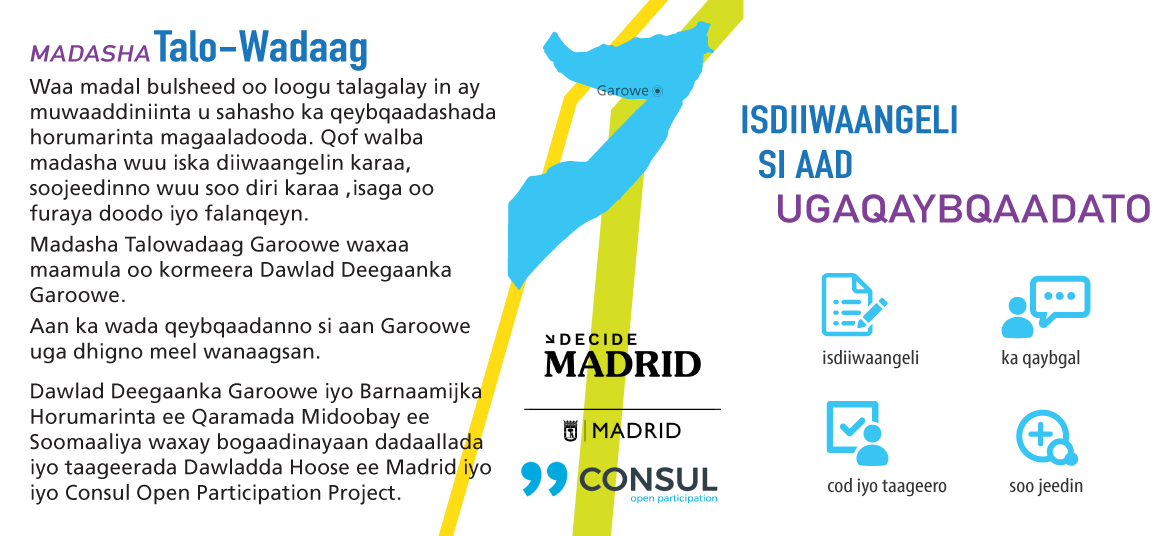 MADASHA Talo-Wadaag
Waa madal bulsheed oo loogu talagalay in ay
muwaaddiniinta u sahasho ka qeybqaadashada
horumarinta magaaladooda. Qof walba
madasha wuu iska diiwaangelin karaa,
soojeedinno wuu soo diri karaa ,isaga oo
furaya doodo iyo falanqeyn.
Madasha Talowadaag Garoowe waxaa
maamula oo kormeera Dawlad Deegaanka
Garoowe.
Aan ka wada qeybqaadanno si aan Garoowe
uga dhigno meel wanaagsan.
Dawlad Deegaanka Garoowe iyo Barnaamijka
Horumarinta ee Qaramada Midoobay ee
Soomaaliya waxay bogaadinayaan dadaallada
iyo taageerada Dawladda Hoose ee Madrid iyo
iyo Consul Open Participation Project.
Garowe
DECIDE
MADRID
MADRID
CONSUL
open participation
ISDIIWAANGELI
SI AAD
UGAQAYBQAADATO
isdiiwaangeli
ka qaybgal
cod iyo taageero
soo jeedin